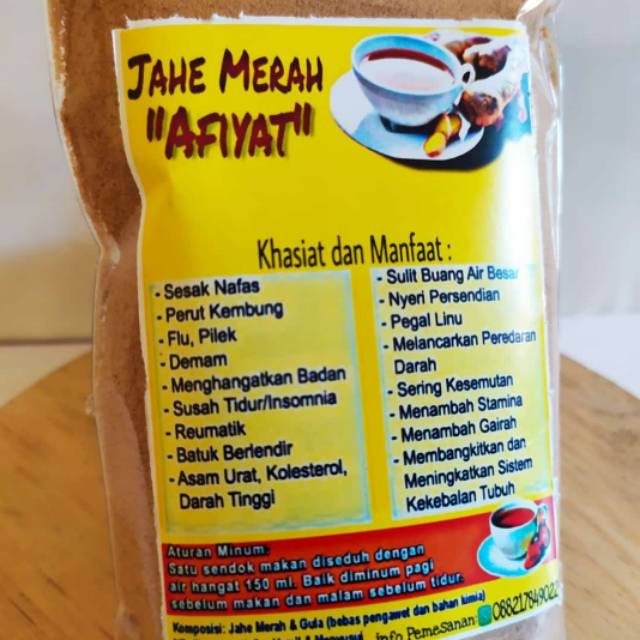 JAHE MERAH
"AFIYAT"
Khasiat dan Manfaat :
- Sesak Nafas
- Perut Kembung
- Flu, Pilek
- Demam
- Menghangatkan Badan
- Susah Tidur/Insomnia
- Reumatik
- Batuk Berlendir
- Asam Urat, Kolesterol,
Darah Tinggi
- Sulit Buang Air Besar
- Nyeri Persendian
- Pegal Linu
- Melancarkan Peredaran
Darah
- Sering Kesemutan
- Menambah Stamina
- Menambah Gairah
- Membangkitkan dan
Meningkatkan Sistem
Kekebalan Tubuh
Aturan Minum:
Satu sendok makan diseduh dengan
air hangat 150 ml. Baik diminum pagi
sebelum makan dan malam sebelum tidur.
Komposisi: Jahe Merah & Gula (bebas pengawet dan bahan kimia)
info Pemesanan: